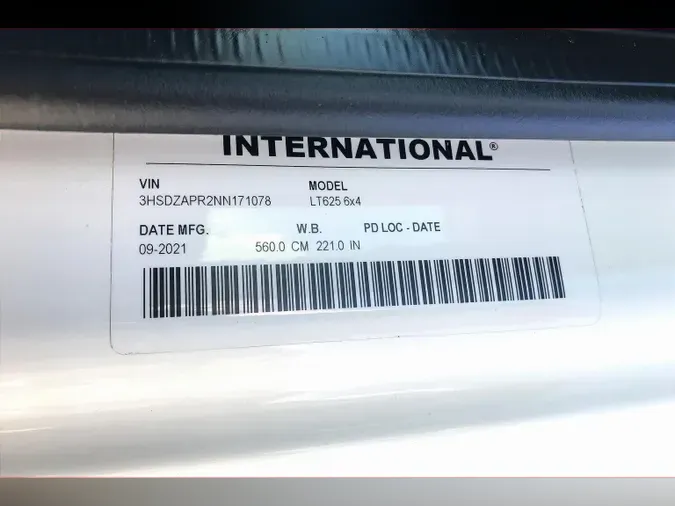 INTERNATIONAL®
VIN MODEL
3HSDZAPR2NN171078 LT625 6x4
DATE MFG. W.B. PD LOC - DATE
09-2021 560.0 CM 221.0 IN